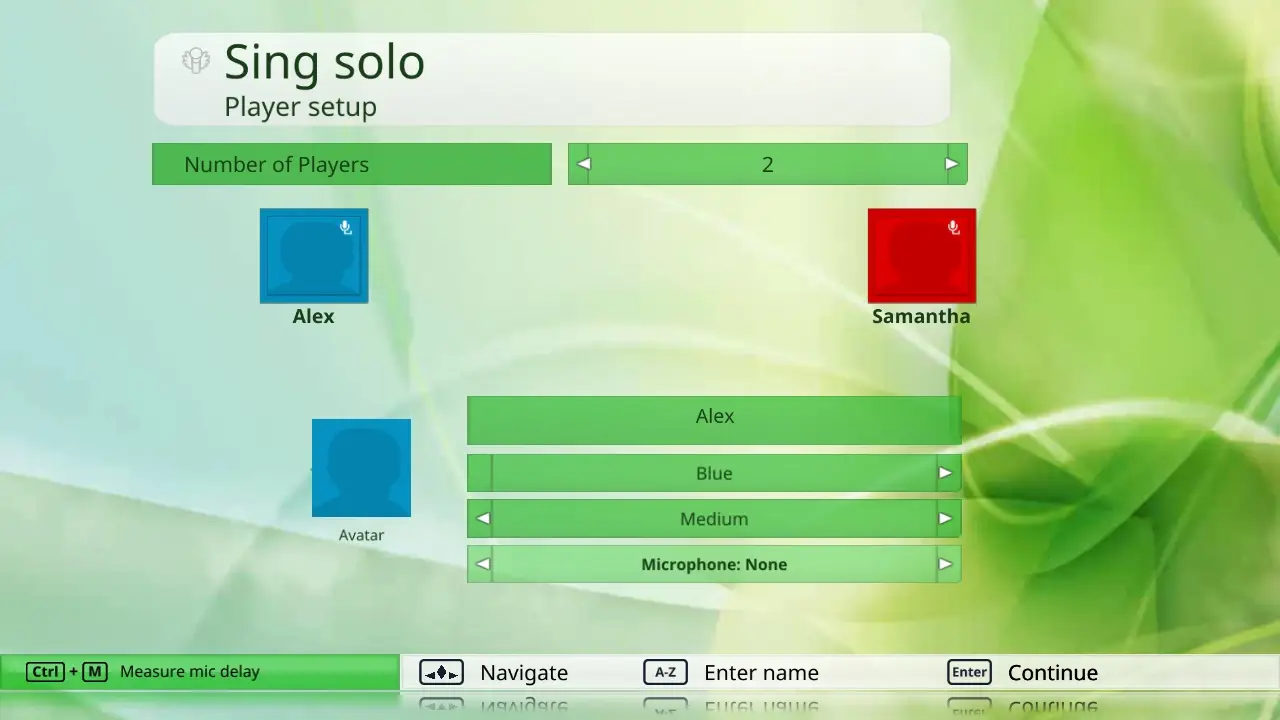 Sing solo
Player setup
Number of Players
2
Alex
Samantha
Alex
Blue
Medium
Microphone: None
Avatar
Ctrl + M Measure mic delay
Navigate
A-Z Enter name
Enter Continue